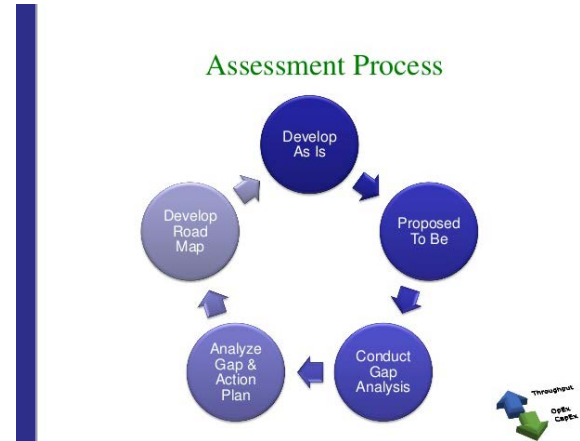 Assessment Process
Develop
As Is
Proposed
To Be
Conduct
Gap
Analysis
Analyze
Gap &
Action
Plan
Develop
Road
Map
Throughput
OpEx
CapEx